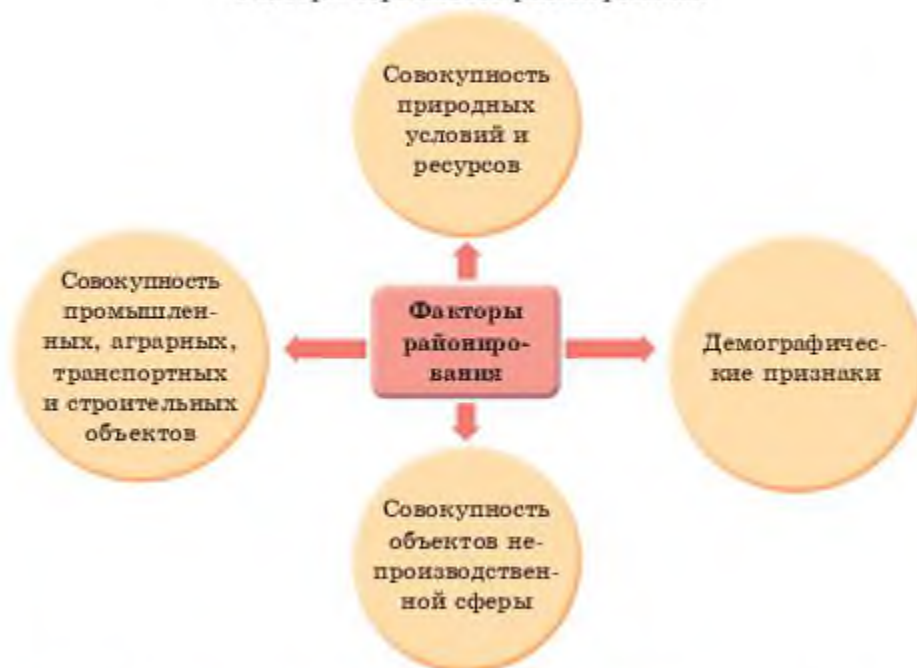 Совокупность
природных
условий и
ресурсов
Совокупность
промышлен-
ных, аграрных,
транспортных
и строительных
объектов
Факторы
районирo-
вания
Демографичес-
кие признаки
Совокупность
объектов не-
производствен-
ной сферы